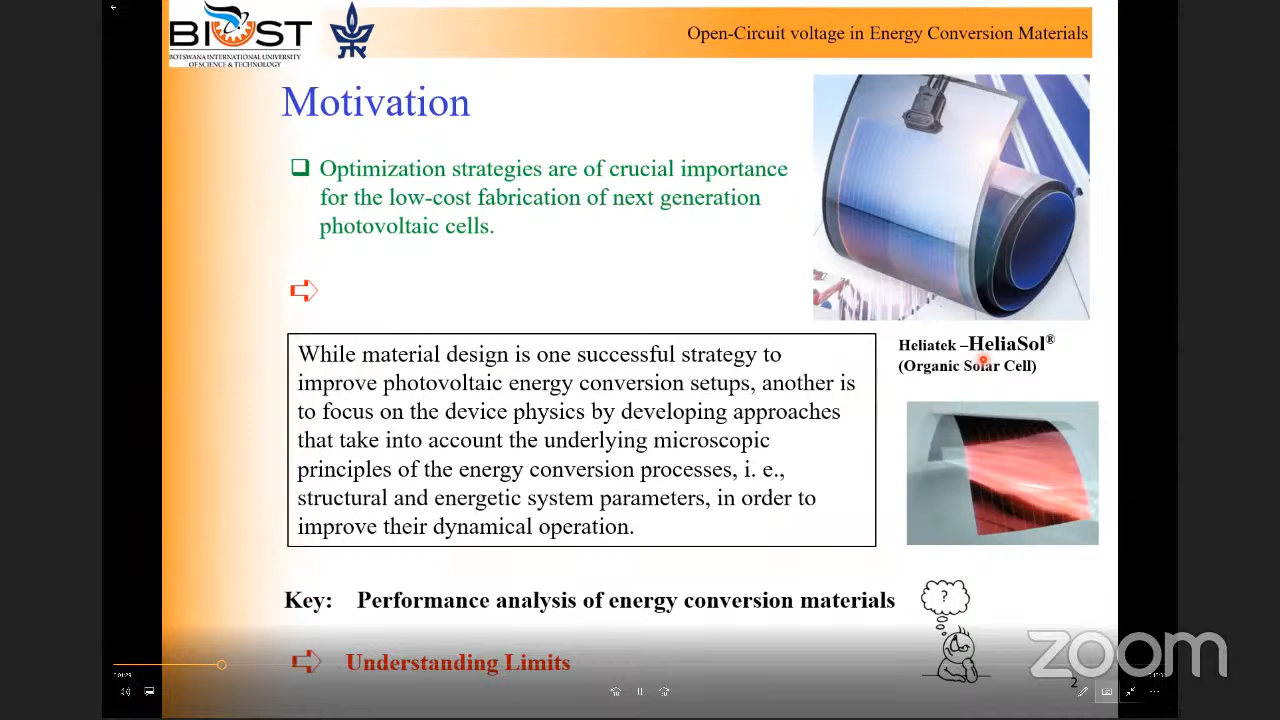 BIUST
BOTSWANA INTERNATIONAL UNIVERSITY
OF SCIENCE & TECHNOLOGY
Open-Circuit voltage in Energy Conversion Materials
Motivation
Optimization strategies are of crucial importance
for the low-cost fabrication of next generation
photovoltaic cells.
While material design is one successful strategy to
improve photovoltaic energy conversion setups, another is
to focus on the device physics by developing approaches
that take into account the underlying microscopic
principles of the energy conversion processes, i. e.,
structural and energetic system parameters, in order to
improve their dynamical operation.
Heliatek –HeliaSol®
(Organic Solar Cell)
Key: Performance analysis of energy conversion materials
?
Understanding Limits
zoom
2